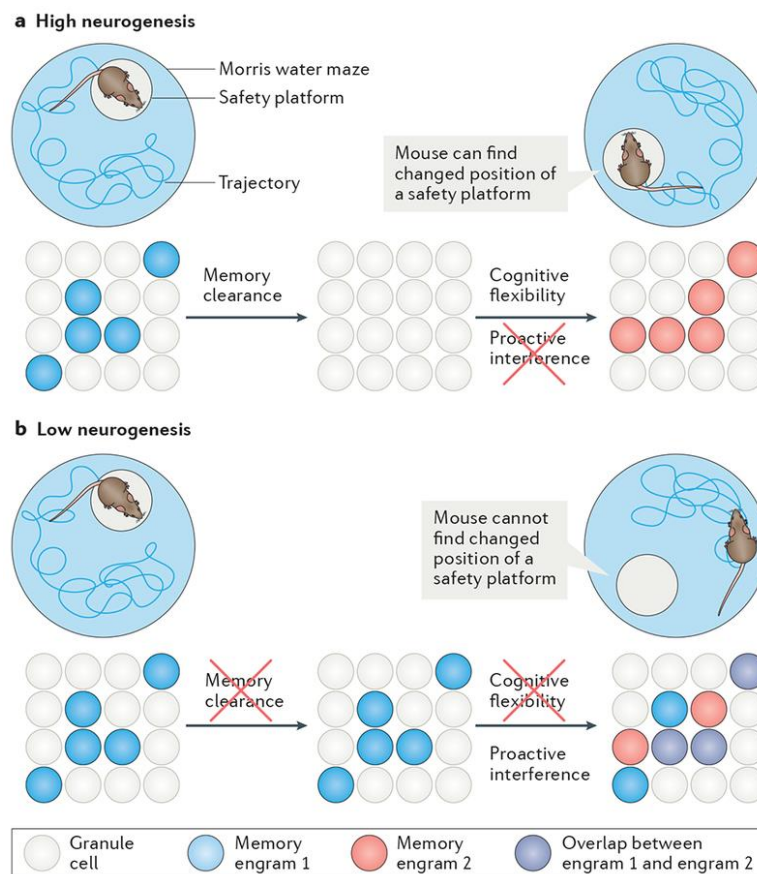 a High neurogenesis
Morris water maze
Safety platform
Trajectory
Mouse can find
changed position of
a safety platform
Memory
clearance
Cognitive
flexibility
Proactive
interference
b Low neurogenesis
Mouse cannot
find changed
position of a
safety platform
Memory
clearance
Cognitive
flexibility
Proactive
interference
Granule
cell
Memory
engram 1
Memory
engram 2
Overlap between
engram 1 and engram 2